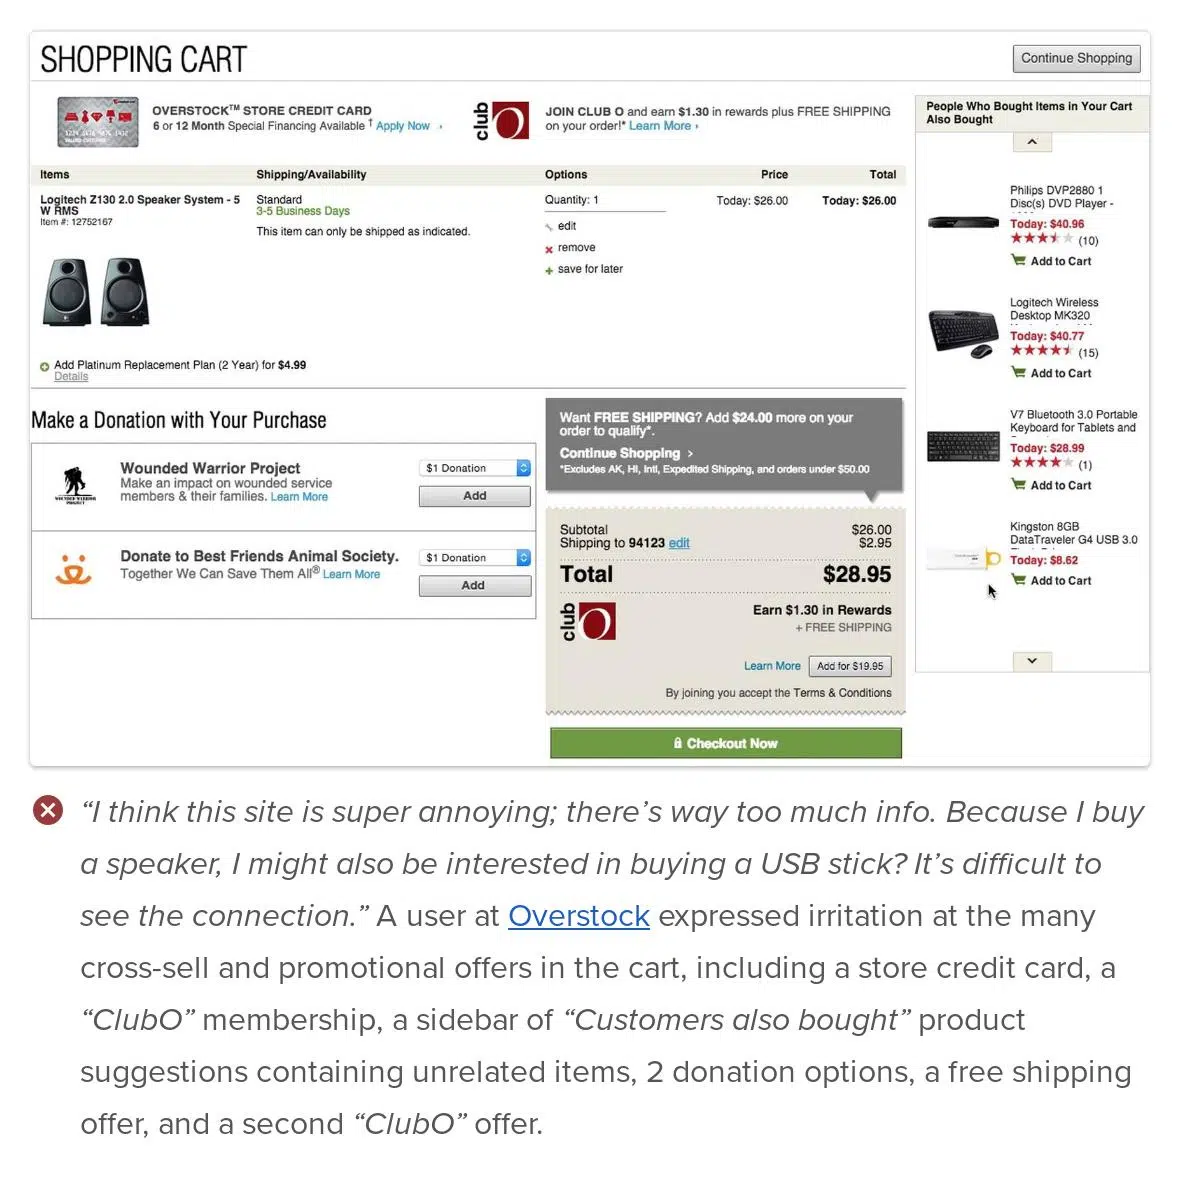 SHOPPING CART
Continue Shopping
OVERSTOCK™ STORE CREDIT CARD
6 or 12 Month Special Financing Available † Apply Now ›
club O
JOIN CLUB O and earn $1.30 in rewards plus FREE SHIPPING
on your order!* Learn More ›
Items Shipping/Availability Options Price Total
Logitech Z130 2.0 Speaker System - 5
W RMS
Item #: 12752167
Standard
3-5 Business Days
This item can only be shipped as indicated.
Quantity: 1
edit
remove
save for later
Today: $26.00
Today: $26.00
Add Platinum Replacement Plan (2 Year) for $4.99
Details
Make a Donation with Your Purchase
WOUNDED WARRIOR
PROJECT
Wounded Warrior Project
Make an impact on wounded service
members & their families. Learn More
$1 Donation
Add
Donate to Best Friends Animal Society.
Together We Can Save Them All® Learn More
$1 Donation
Add
Want FREE SHIPPING? Add $24.00 more on your
order to qualify*.
Continue Shopping ›
*Excludes AK, HI, Intl, Expedited Shipping, and orders under $50.00
Subtotal $26.00
Shipping to 94123 edit $2.95
Total $28.95
club O
Earn $1.30 in Rewards
+ FREE SHIPPING
Learn More Add for $19.95
By joining you accept the Terms & Conditions
Checkout Now
People Who Bought Items in Your Cart
Also Bought
Philips DVP2880 1
Disc(s) DVD Player -
Today: $40.96
(10)
Add to Cart
Logitech Wireless
Desktop MK320
Today: $40.77
(15)
Add to Cart
V7 Bluetooth 3.0 Portable
Keyboard for Tablets and
Today: $28.99
(1)
Add to Cart
Kingston 8GB
DataTraveler G4 USB 3.0
Today: $8.62
Add to Cart
“I think this site is super annoying; there’s way too much info. Because I buy
a speaker, I might also be interested in buying a USB stick? It’s difficult to
see the connection.” A user at Overstock expressed irritation at the many
cross-sell and promotional offers in the cart, including a store credit card, a
“ClubO” membership, a sidebar of “Customers also bought” product
suggestions containing unrelated items, 2 donation options, a free shipping
offer, and a second “ClubO” offer.